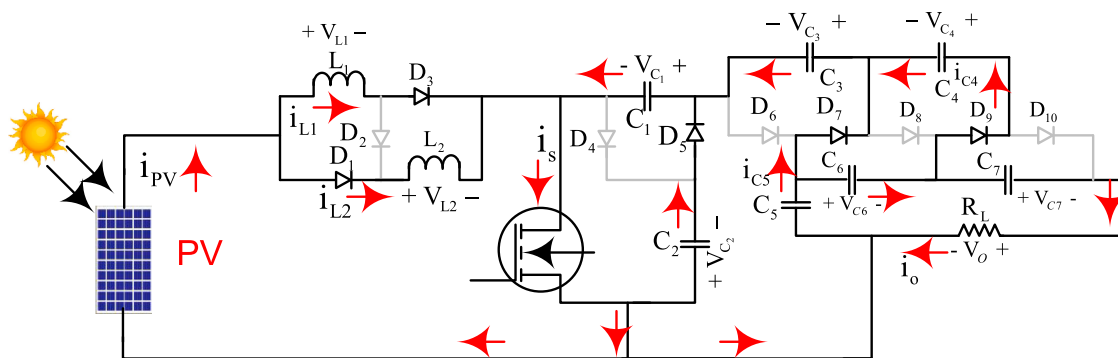 + V_L1 −
L_1
D_3
i_L1
D_2
D_1
L_2
i_L2
+ V_L2 −
i_PV
PV
i_s
− V_C1 +
C_1
D_4
D_5
C_2
− V_C2 +
− V_C3 +
C_3
− V_C4 +
C_4
i_C4
D_6
D_7
D_8
D_9
D_10
i_C5
C_5
C_6
+ V_C6 -
C_7
+ V_C7 -
R_L
- V_O +
i_o